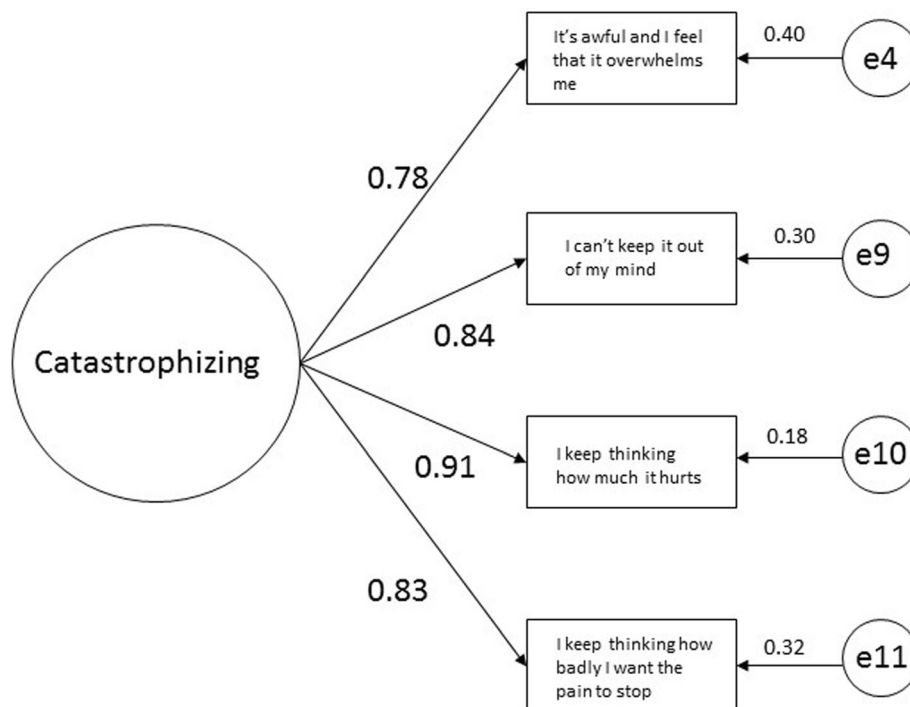 It's awful and I feel
that it overwhelms
me
0.40
e4
0.78
I can't keep it out
of my mind
0.30
e9
0.84
Catastrophizing
I keep thinking
how much it hurts
0.18
e10
0.91
0.83
I keep thinking how
badly I want the
pain to stop
0.32
e11